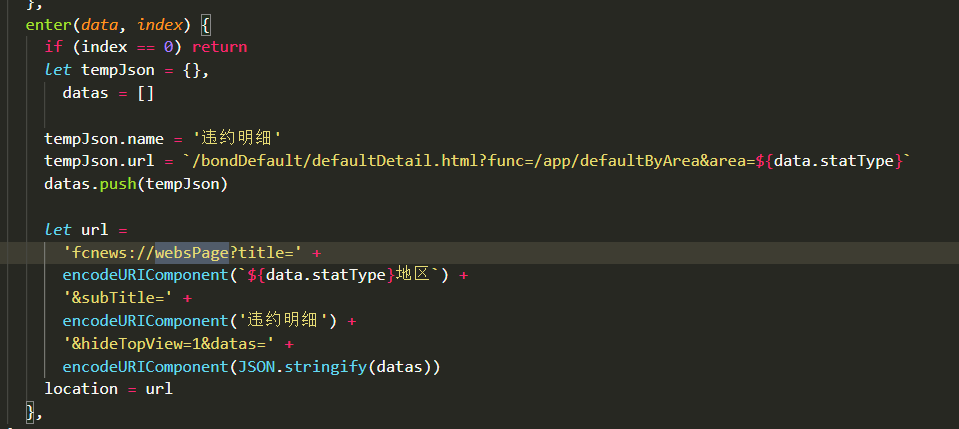 },
enter(data, index) {
if (index == 0) return
let tempJson = {},
datas = []
tempJson.name = '违约明细'
tempJson.url = `/bondDefault/defaultDetail.html?func=/app/defaultByArea&area=${data.statType}`
datas.push(tempJson)
let url =
'fcnews://websPage?title=' +
encodeURIComponent(`${data.statType}地区`) +
'&subTitle=' +
encodeURIComponent('违约明细') +
'&hideTopView=1&datas=' +
encodeURIComponent(JSON.stringify(datas))
location = url
},